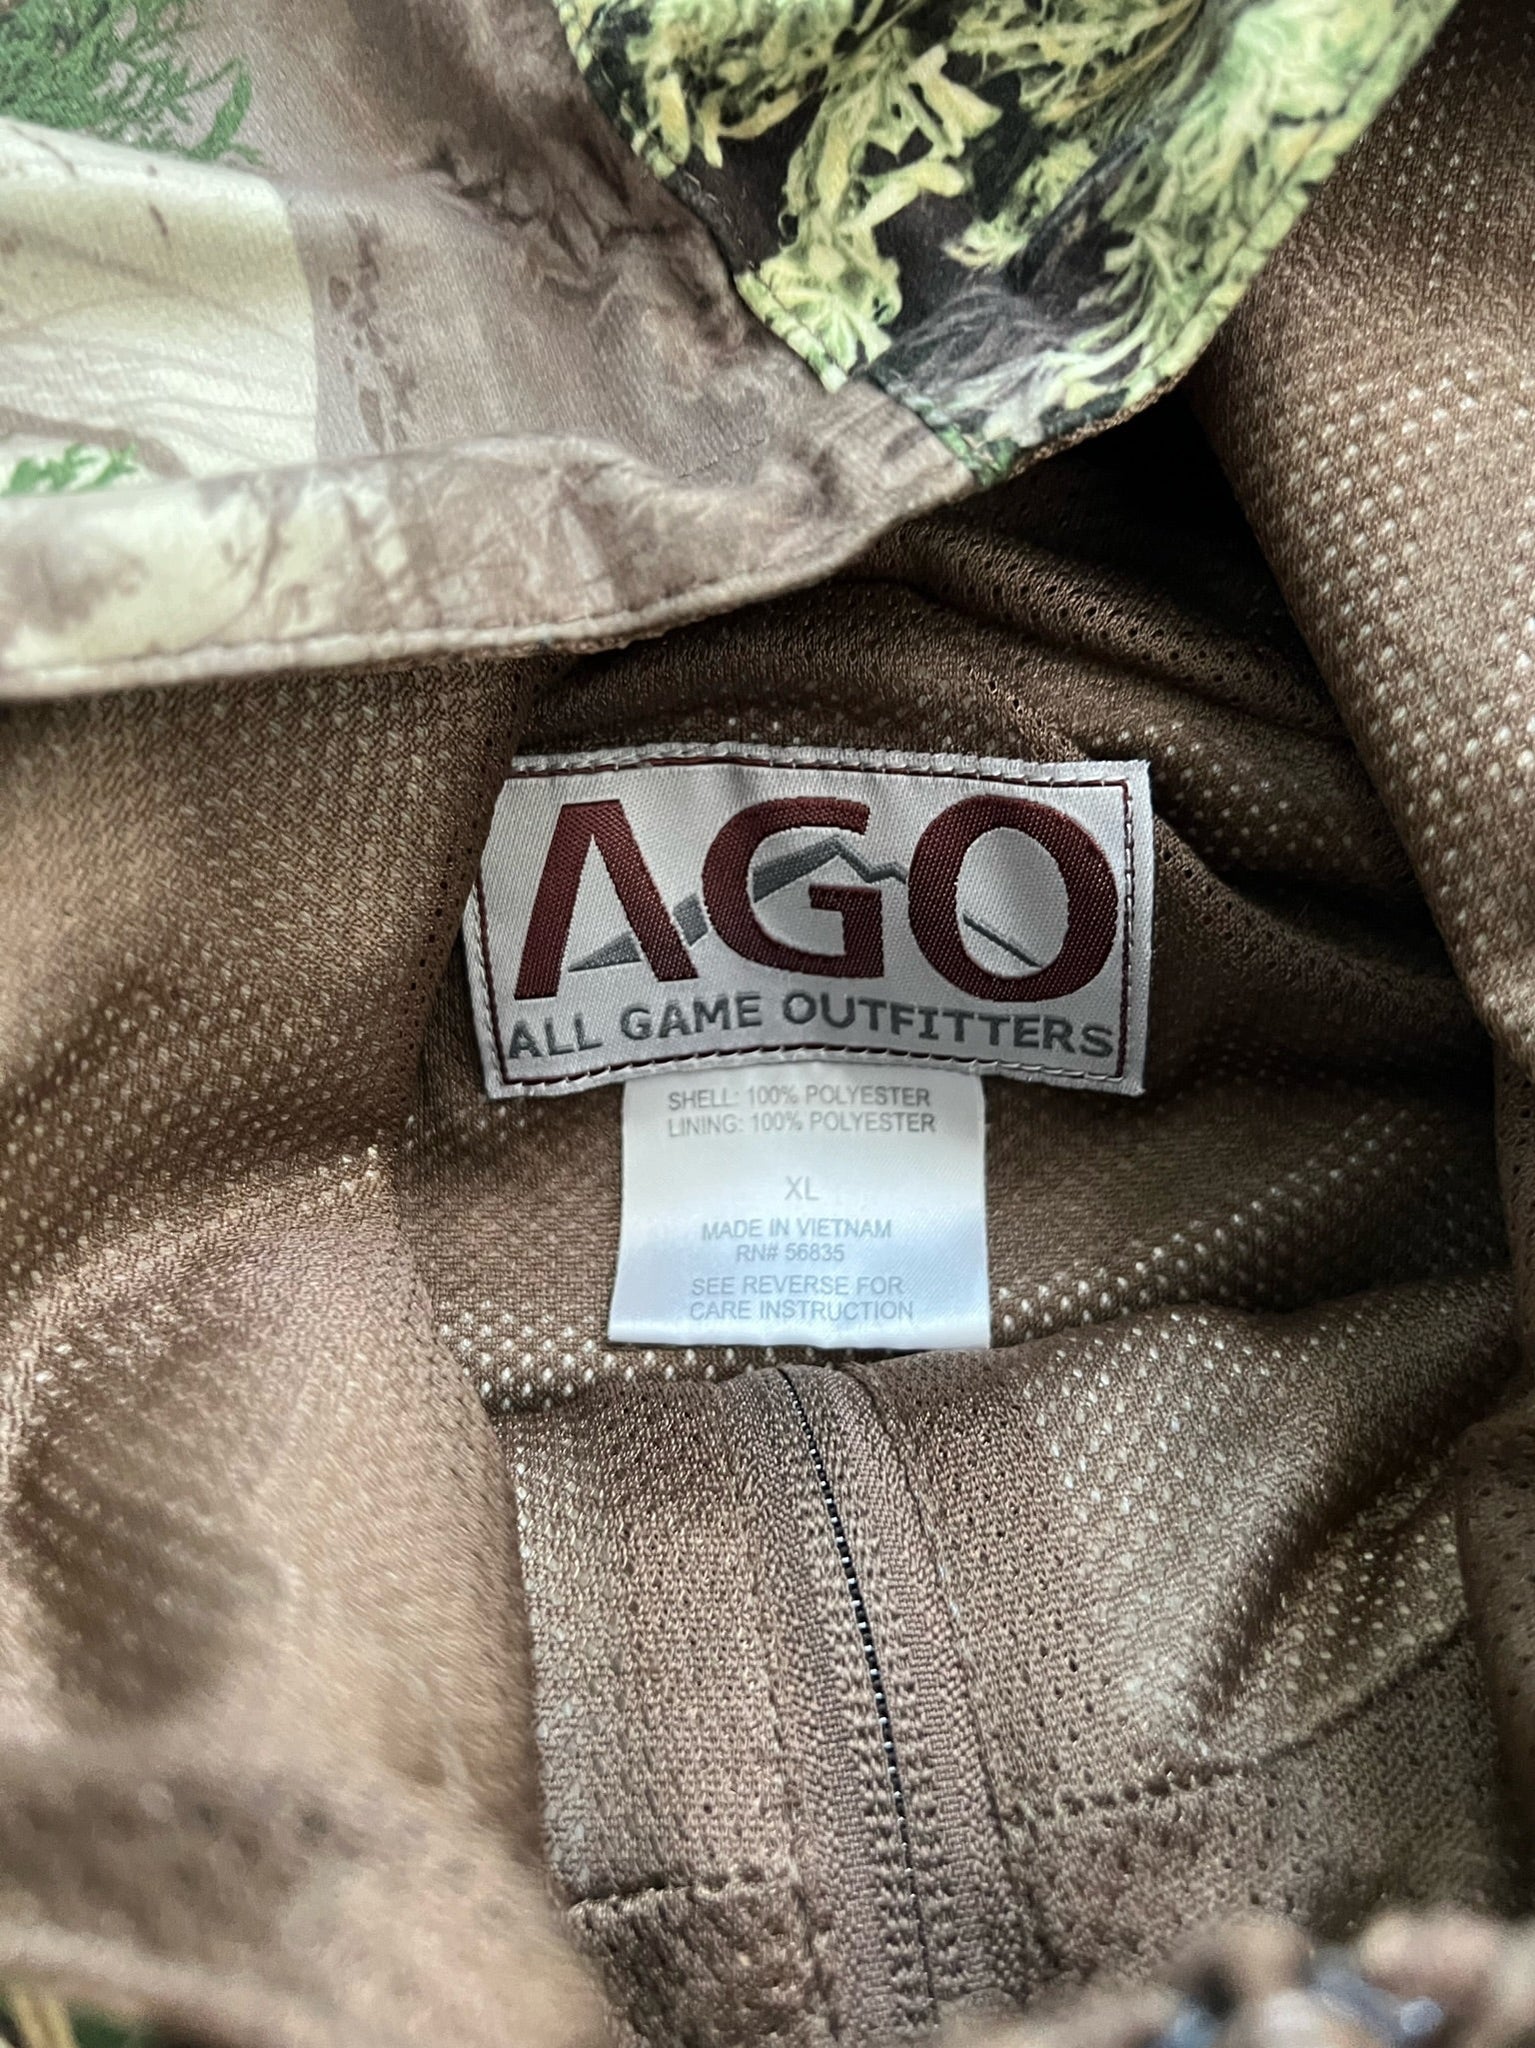 AGO
ALL GAME OUTFITTERS
SHELL: 100% POLYESTER
LINING: 100% POLYESTER
XL
MADE IN VIETNAM
RN# 56835
SEE REVERSE FOR
CARE INSTRUCTION